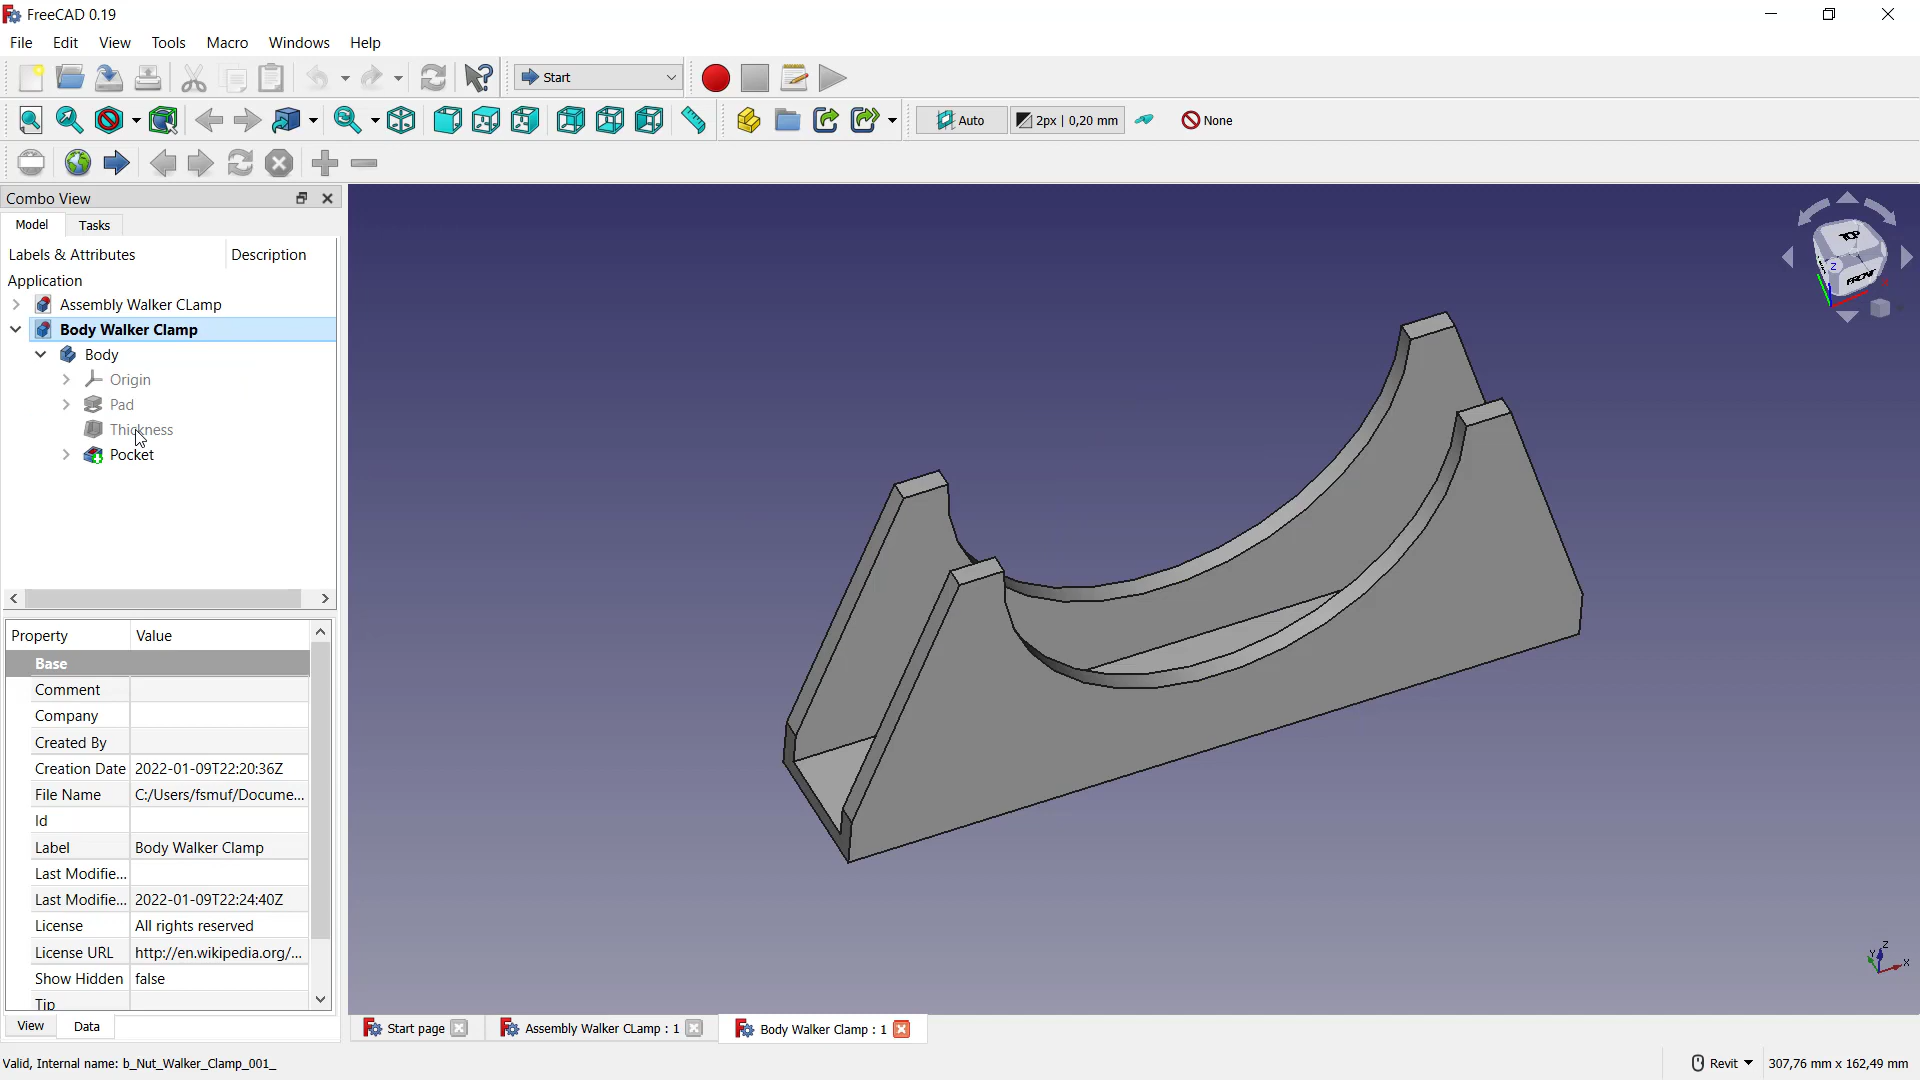 FreeCAD 0.19
File Edit View Tools Macro Windows Help
Start
Auto 2px | 0,20 mm None
Combo View
Model Tasks
Labels & Attributes Description
Application
Assembly Walker CLamp
Body Walker Clamp
Body
Origin
Pad
Thickness
Pocket
Property Value
Base
Comment
Company
Created By
Creation Date 2022-01-09T22:20:36Z
File Name C:/Users/fsmuf/Docume...
Id
Label Body Walker Clamp
Last Modifie...
Last Modifie... 2022-01-09T22:24:40Z
License All rights reserved
License URL http://en.wikipedia.org/...
Show Hidden false
Tip
View Data
TOP
FRONT
Z
Z
Y
X
Start page Assembly Walker CLamp : 1 Body Walker Clamp : 1
Valid, Internal name: b_Nut_Walker_Clamp_001_
Revit 307,76 mm x 162,49 mm